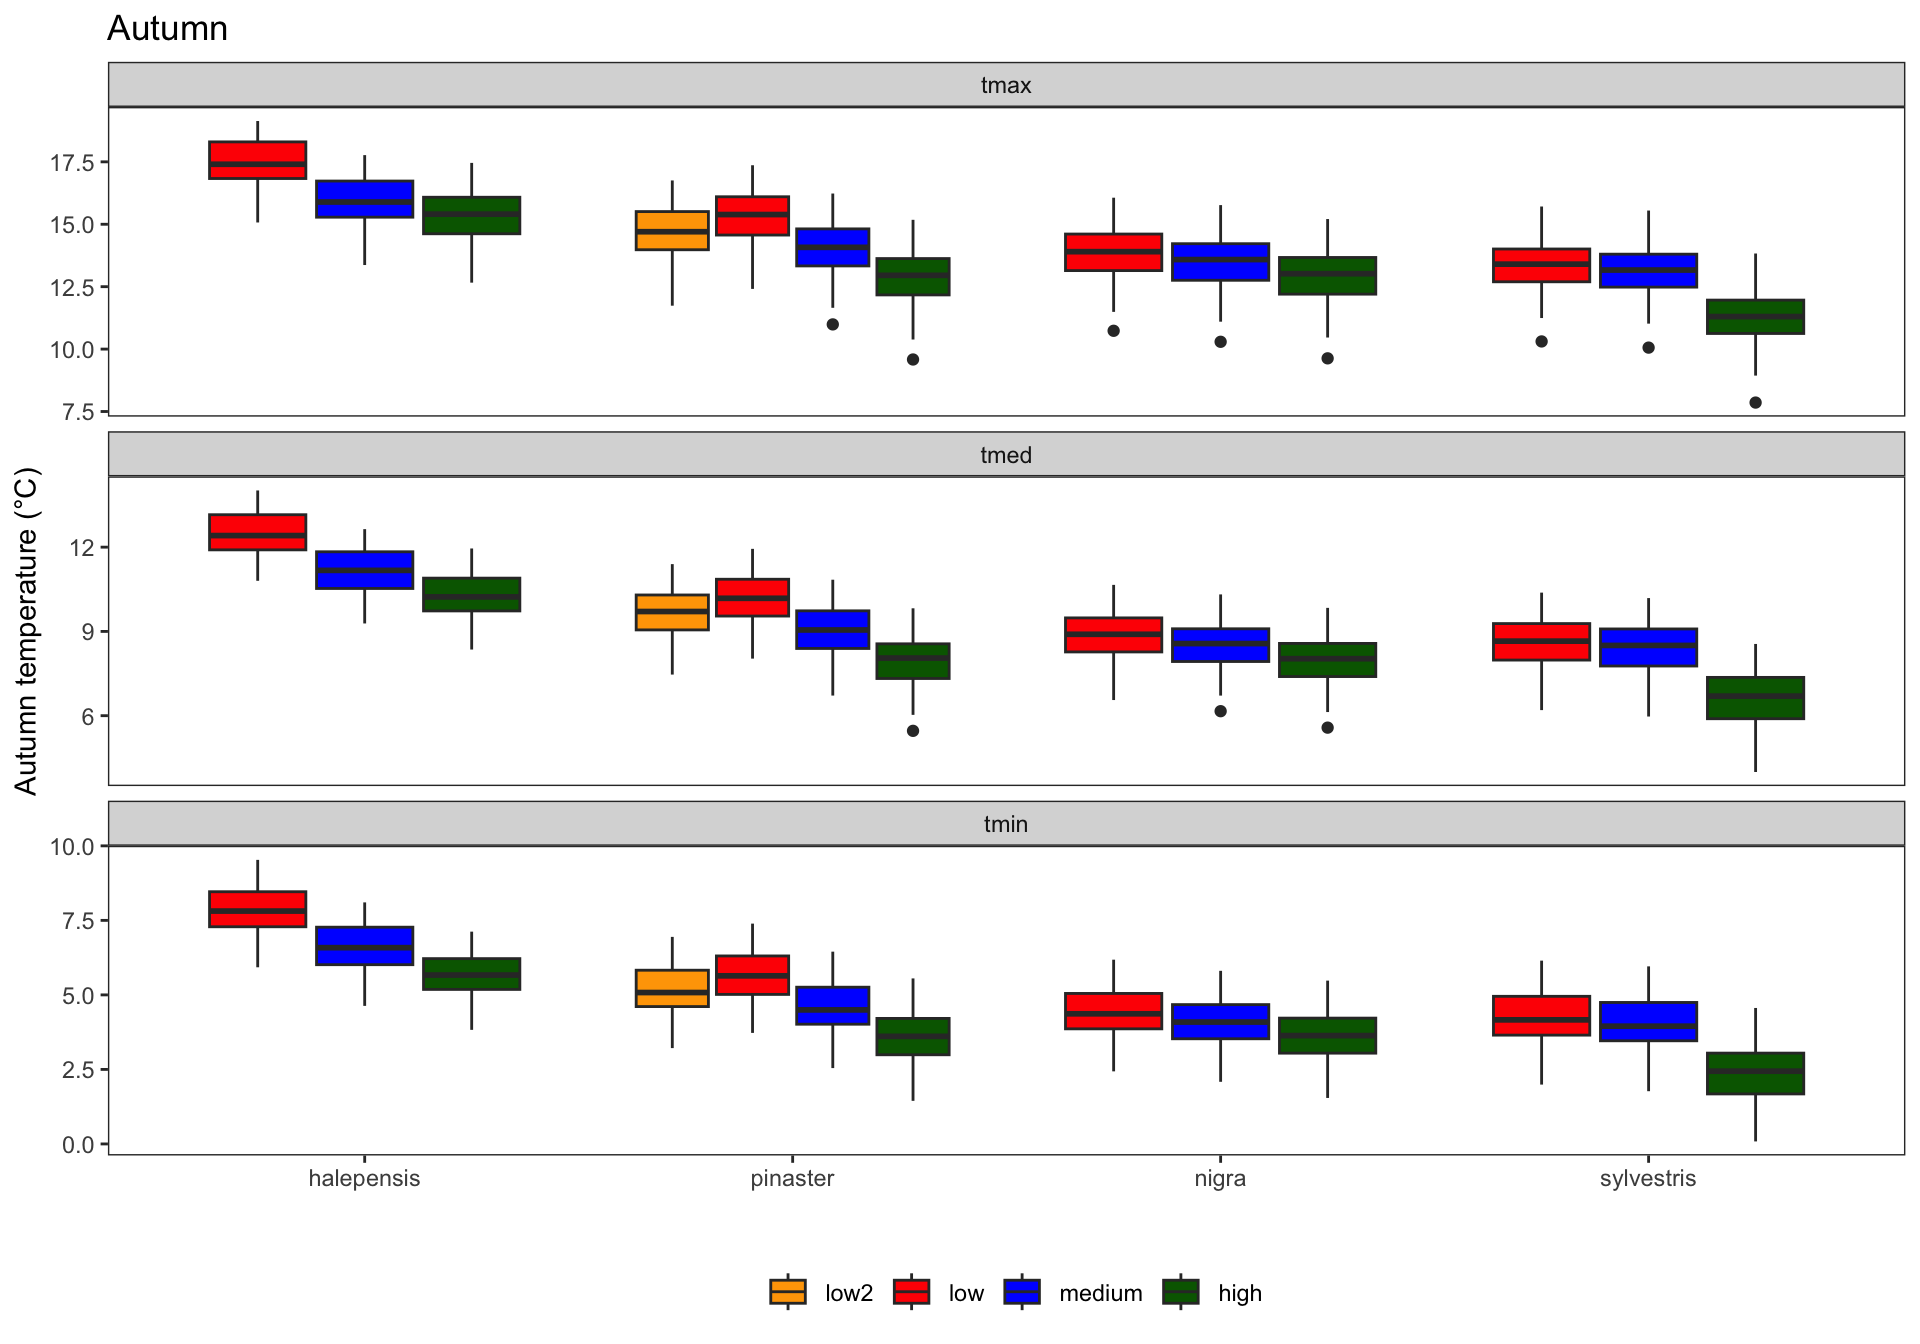 Autumn
tmax
17.5
15.0
12.5
10.0
7.5
tmed
12
9
6
Autumn temperature (°C)
tmin
10.0
7.5
5.0
2.5
0.0
halepensis pinaster nigra sylvestris
low2 low medium high